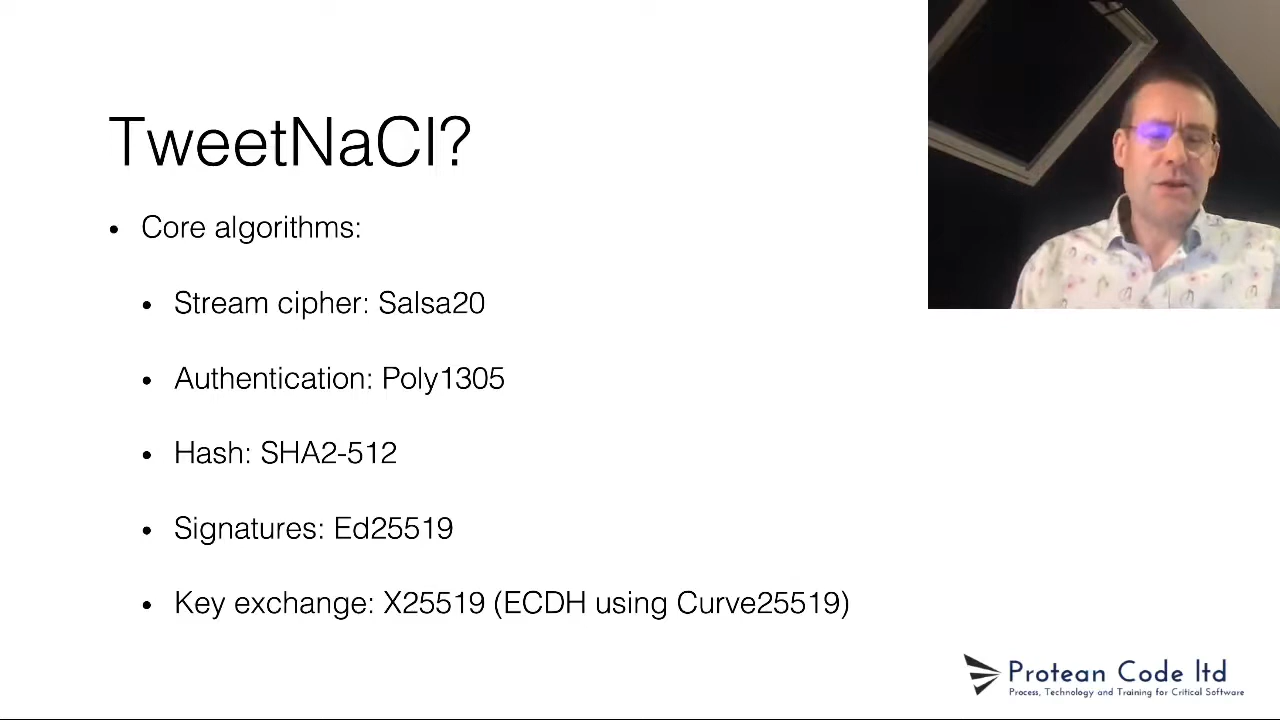 TweetNaCl?
• Core algorithms:
• Stream cipher: Salsa20
• Authentication: Poly1305
• Hash: SHA2-512
• Signatures: Ed25519
• Key exchange: X25519 (ECDH using Curve25519)
Protean Code ltd
Process, Technology and Training for Critical Software